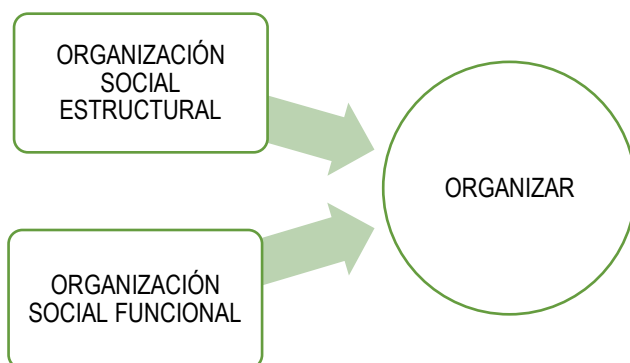 ORGANIZACIÓN
SOCIAL
ESTRUCTURAL
ORGANIZAR
ORGANIZACIÓN
SOCIAL FUNCIONAL